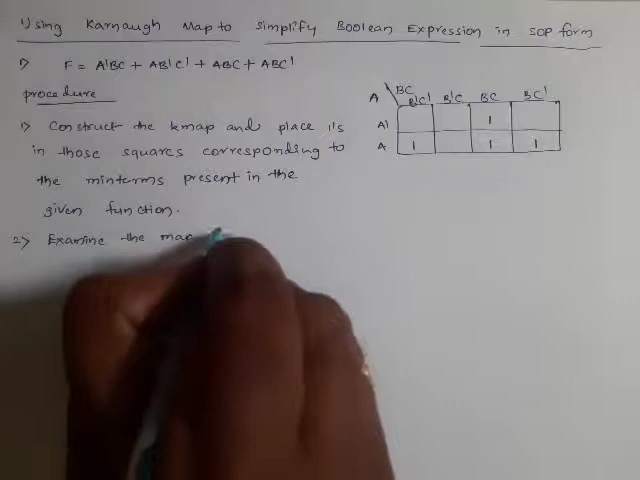 1) Using Karnaugh Map to simplify Boolean Expression in SOP form
1) F = A'BC + AB'C' + ABC + ABC'
procedure
1) Construct the kmap and place 1's
in those squares corresponding to
the minterms present in the
given function.
2) Examine the map
A \ BC
B'C' B'C BC BC'
A' 1
A 1 1 1